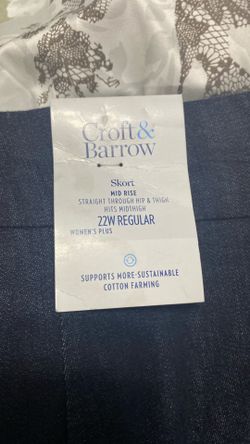 Croft&
Barrow
Skort
MID RISE
STRAIGHT THROUGH HIP & THIGH
HITS MIDTHIGH
22W REGULAR
WOMEN'S PLUS
SUPPORTS MORE-SUSTAINABLE
COTTON FARMING